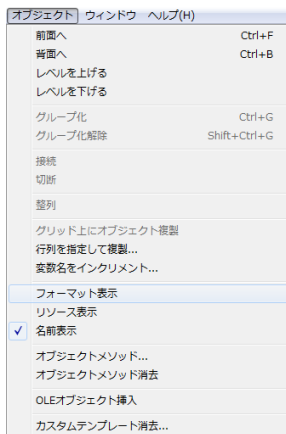 オブジェクト ウィンドウ ヘルプ(H)
前面へ Ctrl+F
背面へ Ctrl+B
レベルを上げる
レベルを下げる
グループ化 Ctrl+G
グループ化解除 Shift+Ctrl+G
接続
切断
整列
グリッド上にオブジェクト複製
行列を指定して複製...
変数名をインクリメント...
フォーマット表示
リソース表示
名前表示
オブジェクトメソッド...
オブジェクトメソッド消去
OLEオブジェクト挿入
カスタムテンプレート消去...